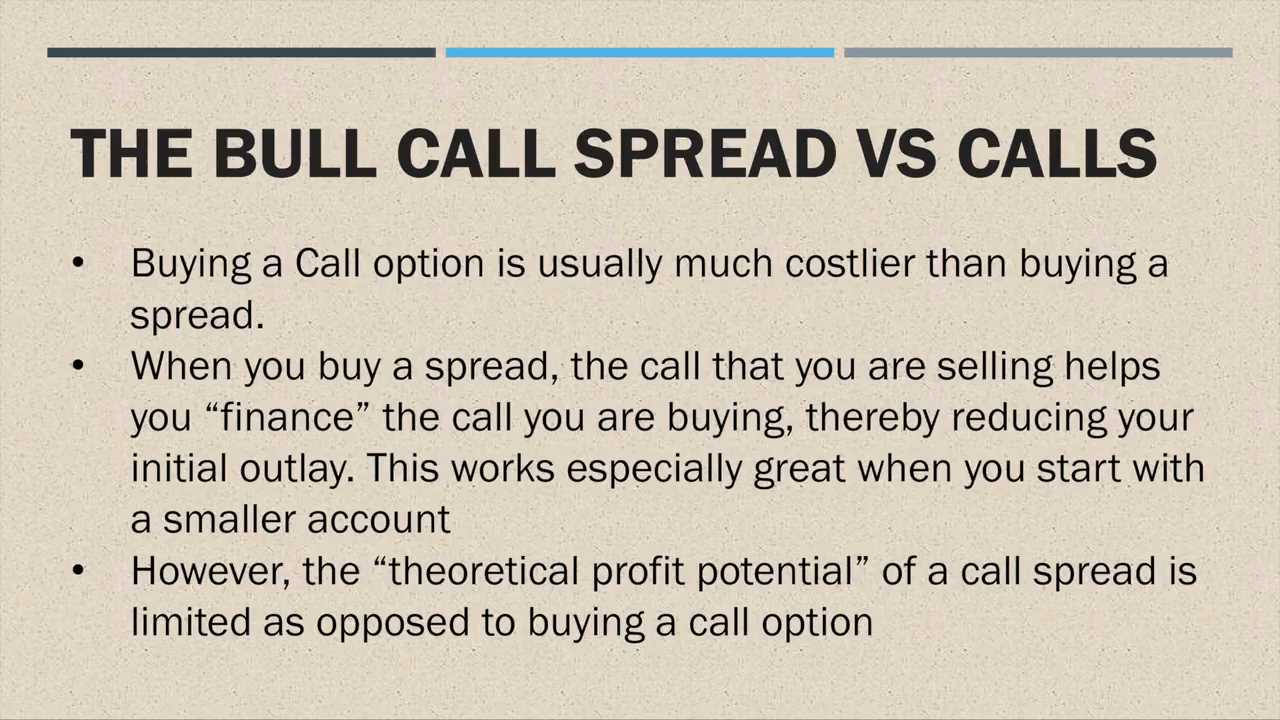 THE BULL CALL SPREAD VS CALLS
• Buying a Call option is usually much costlier than buying a
spread.
• When you buy a spread, the call that you are selling helps
you “finance” the call you are buying, thereby reducing your
initial outlay. This works especially great when you start with
a smaller account
• However, the “theoretical profit potential” of a call spread is
limited as opposed to buying a call option